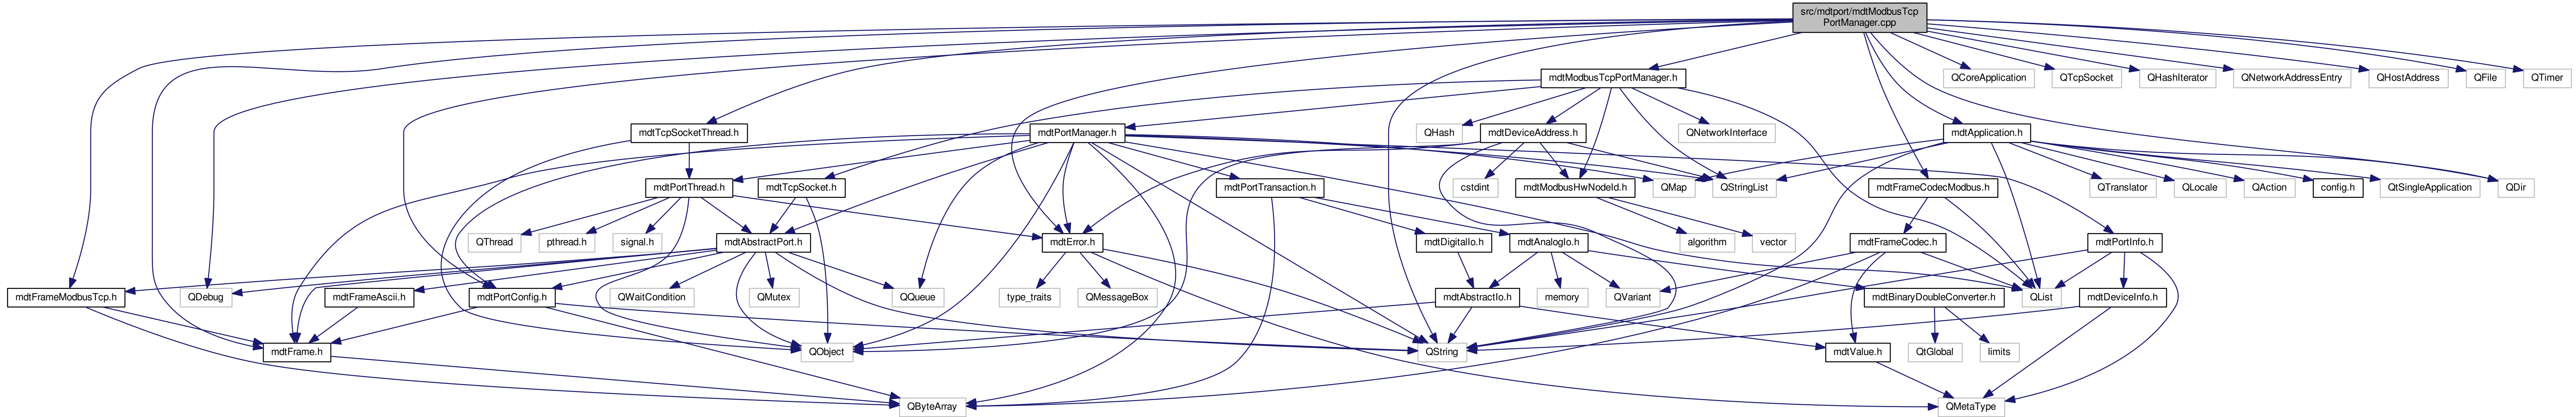 src/mdtport/mdtModbusTcp
PortManager.cpp
mdtModbusTcpPortManager.h
QCoreApplication
QTcpSocket
QHashIterator
QNetworkAddressEntry
QHostAddress
QFile
QTimer
mdtTcpSocketThread.h
mdtPortManager.h
QHash
mdtDeviceAddress.h
QNetworkInterface
mdtApplication.h
mdtPortThread.h
mdtTcpSocket.h
mdtPortTransaction.h
cstdint
mdtModbusHwNodeId.h
QMap
QStringList
mdtFrameCodecModbus.h
QTranslator
QLocale
QAction
config.h
QtSingleApplication
QDir
QThread
pthread.h
signal.h
mdtAbstractPort.h
mdtError.h
mdtDigitalIo.h
mdtAnalogIo.h
algorithm
vector
mdtFrameCodec.h
mdtPortInfo.h
mdtFrameModbusTcp.h
QDebug
mdtFrameAscii.h
mdtPortConfig.h
QWaitCondition
QMutex
QQueue
type_traits
QMessageBox
mdtAbstractIo.h
memory
QVariant
mdtBinaryDoubleConverter.h
QList
mdtDeviceInfo.h
mdtFrame.h
QObject
QString
mdtValue.h
QtGlobal
limits
QByteArray
QMetaType